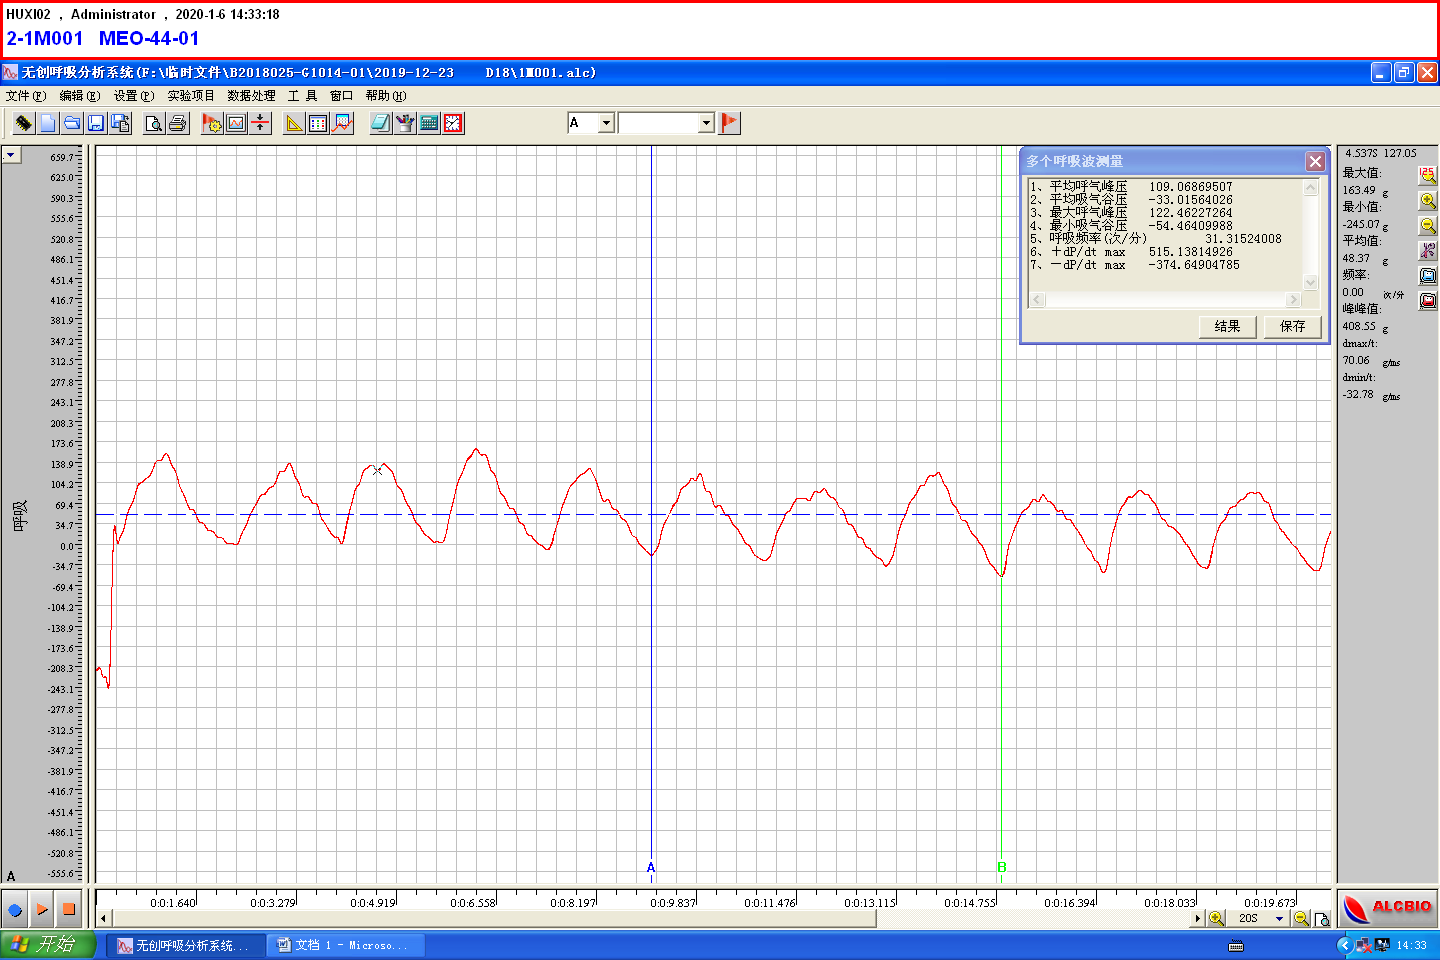 HUXI02 , Administrator , 2020-1-6 14:33:18
2-1M001 MEO-44-01
无创呼吸分析系统(F:\临时文件\B2018025-G1014-01\2019-12-23 D18\1M001.alc)
文件(F) 编辑(E) 设置(P) 实验项目 数据处理 工 具 窗口 帮助(H)
A
多个呼吸波测量
1、平均呼气峰压 109.06869507
2、平均吸气谷压 -33.01564026
3、最大呼气峰压 122.46227264
4、最小吸气谷压 -54.46409988
5、呼吸频率(次/分) 31.31524008
6、+dP/dt max 515.13814926
7、-dP/dt max -374.64904785
结果 保存
4.537S 127.05
最大值:
163.49 g
最小值:
-245.07 g
平均值:
48.37 g
频率:
0.00 次/分
峰峰值:
408.55 g
dmax/t:
70.06 g/ms
dmin/t:
-32.78 g/ms
659.7
625.0
590.3
555.6
520.8
486.1
451.4
416.7
381.9
347.2
312.5
277.8
243.1
208.3
173.6
138.9
104.2
69.4
34.7
0.0
-34.7
-69.4
-104.2
-138.9
-173.6
-208.3
-243.1
-277.8
-312.5
-347.2
-381.9
-416.7
-451.4
-486.1
-520.8
-555.6
呼吸
A
A
B
0:0:1.640 0:0:3.279 0:0:4.919 0:0:6.558 0:0:8.197 0:0:9.837 0:0:11.476 0:0:13.115 0:0:14.755 0:0:16.394 0:0:18.033 0:0:19.673
20S
ALCBIO
开始 无创呼吸分析系统... 文档 1 - Microso... 14:33